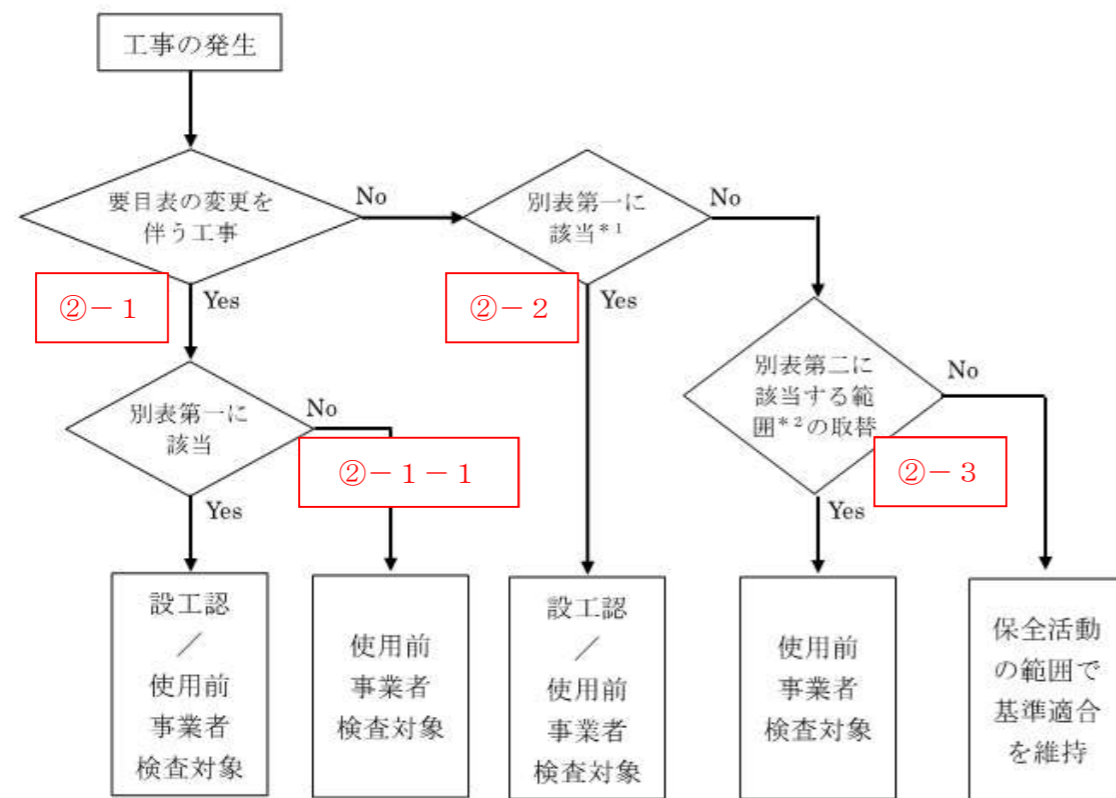 工事の発生
要目表の変更を
伴う工事
No
別表第一に
該当*1
No
②-1
Yes
②-2
Yes
別表第二に
該当する範
囲*2の取替
No
別表第一に
該当
No
②-1-1
②-3
Yes
Yes
設工認
/
使用前
事業者
検査対象
使用前
事業者
検査対象
設工認
/
使用前
事業者
検査対象
使用前
事業者
検査対象
保全活動
の範囲で
基準適合
を維持